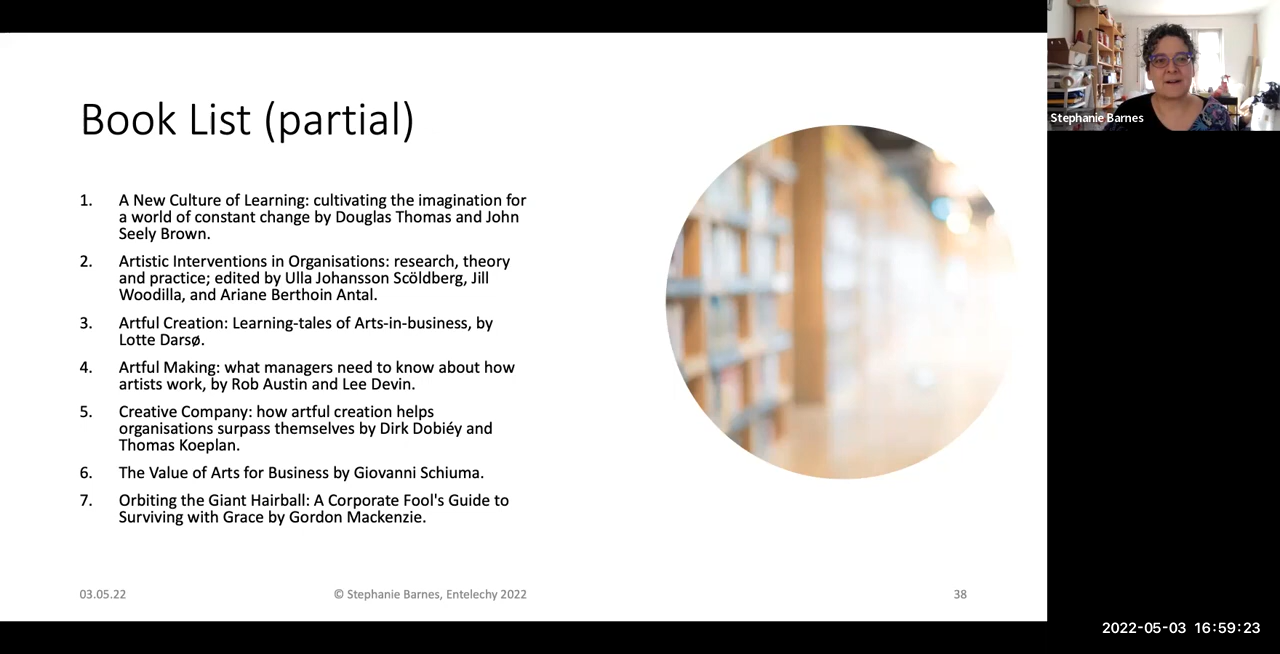 Book List (partial)
1. A New Culture of Learning: cultivating the imagination for
a world of constant change by Douglas Thomas and John
Seely Brown.
2. Artistic Interventions in Organisations: research, theory
and practice; edited by Ulla Johansson Scöldberg, Jill
Woodilla, and Ariane Berthoin Antal.
3. Artful Creation: Learning-tales of Arts-in-business, by
Lotte Darsø.
4. Artful Making: what managers need to know about how
artists work, by Rob Austin and Lee Devin.
5. Creative Company: how artful creation helps
organisations surpass themselves by Dirk Dobiéy and
Thomas Koeplan.
6. The Value of Arts for Business by Giovanni Schiuma.
7. Orbiting the Giant Hairball: A Corporate Fool's Guide to
Surviving with Grace by Gordon Mackenzie.
03.05.22
© Stephanie Barnes, Entelechy 2022
38
Stephanie Barnes
2022-05-03 16:59:23